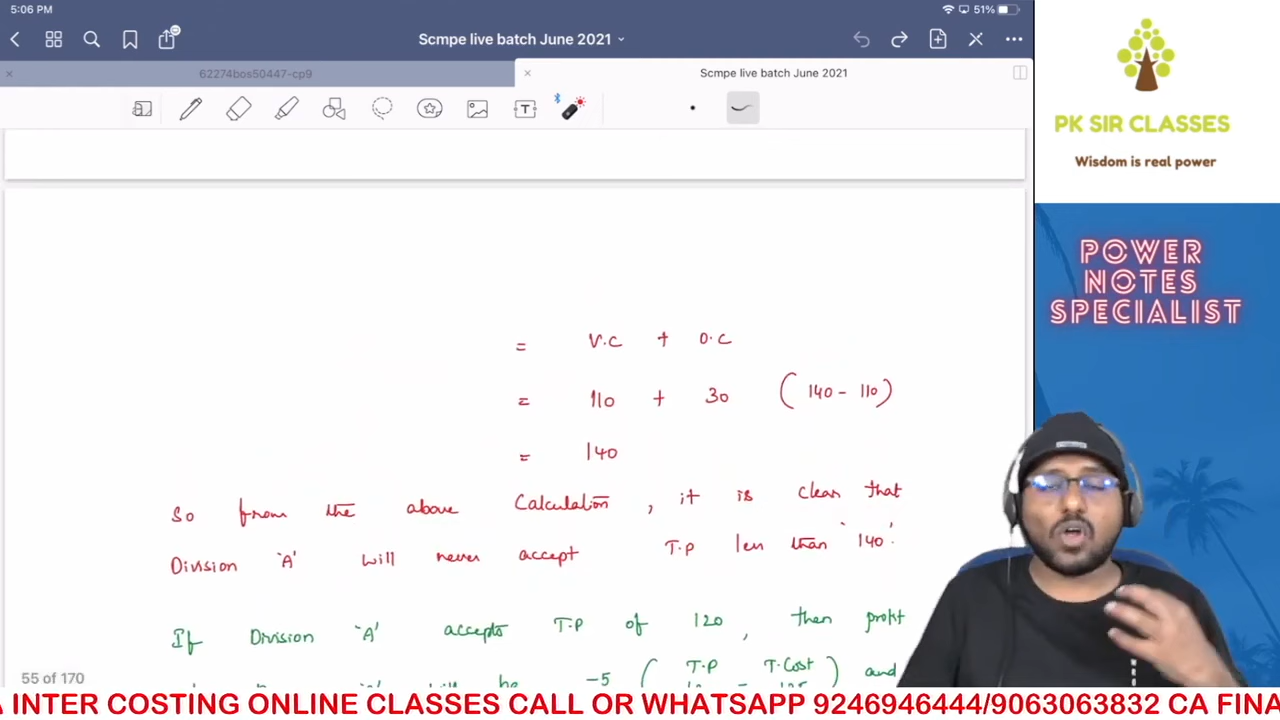 5:06 PM
51%
Scmpe live batch June 2021
62274bos50447-cp9
Scmpe live batch June 2021
T
PK SIR CLASSES
Wisdom is real power
POWER
NOTES
SPECIALIST
= V.C + O.C
= 110 + 30 (140 - 110)
= 140
So from the above Calculation, it is clear that
Division 'A' will never accept T.P less than '140'.
If Division 'A' accepts T.P of 120, then profit
-5 ( T.P T.Cost ) and
55 of 170
A INTER COSTING ONLINE CLASSES CALL OR WHATSAPP 9246946444/9063063832 CA FINA